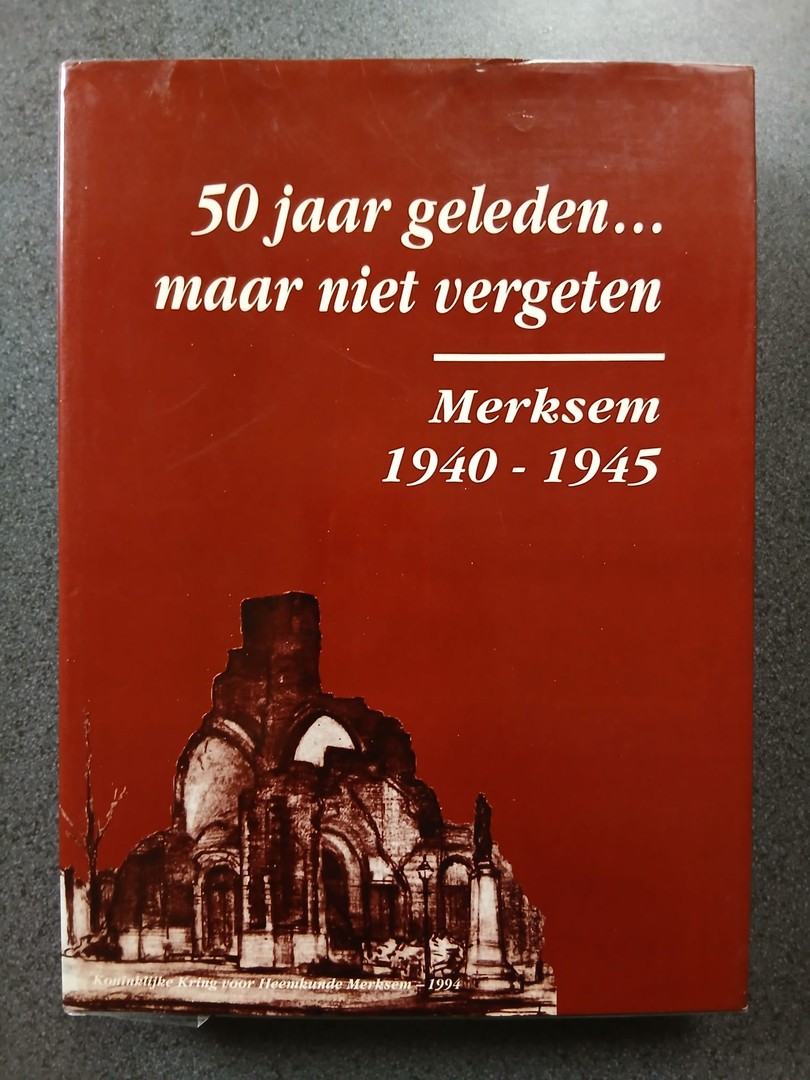 50 jaar geleden...
maar niet vergeten
Merksem
1940 - 1945
Koninklijke Kring voor Heemkunde Merksem - 1994